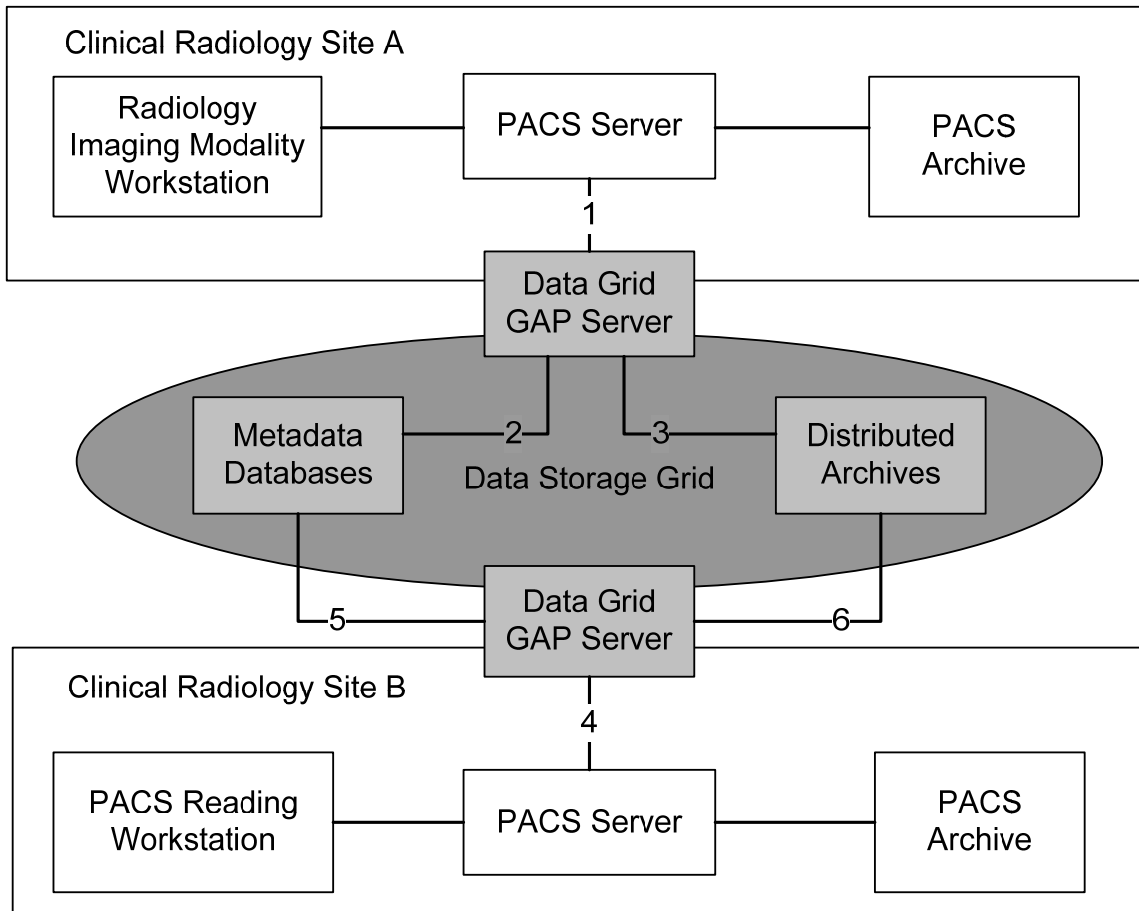 Clinical Radiology Site A
Radiology
Imaging Modality
Workstation
PACS Server
PACS
Archive
1
Data Grid
GAP Server
Metadata
Databases
2
3
Distributed
Archives
Data Storage Grid
5
Data Grid
GAP Server
6
Clinical Radiology Site B
4
PACS Reading
Workstation
PACS Server
PACS
Archive